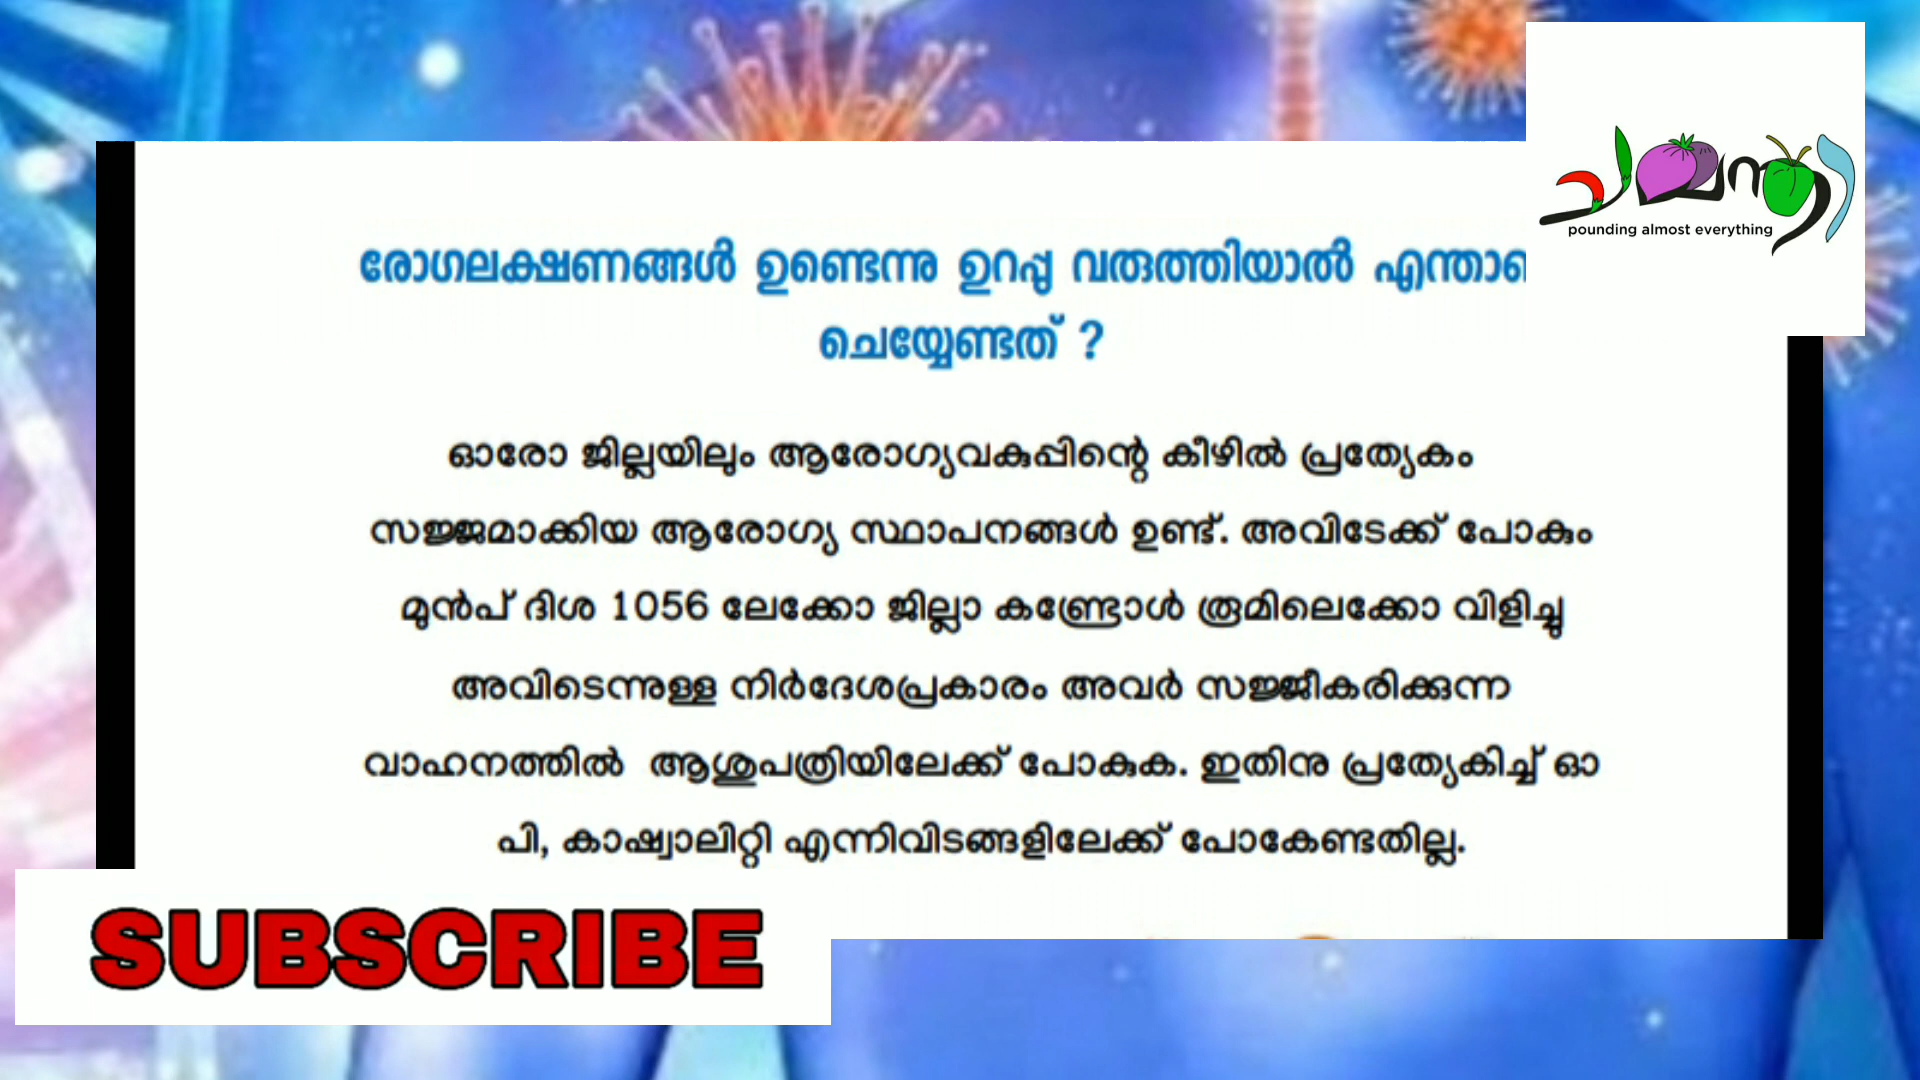 pounding almost everything
രോഗലക്ഷണങ്ങൾ ഉണ്ടെന്നു ഉറപ്പു വരുത്തിയാൽ
ചെയ്യേണ്ടത് ?
ഓരോ ജില്ലയിലും ആരോഗ്യവകുപ്പിന്റെ കീഴിൽ പ്രത്യേകം
സജ്ജമാക്കിയ ആരോഗ്യ സ്ഥാപനങ്ങൾ ഉണ്ട്. അവിടേക്ക് പോകും
മുൻപ് ദിശ 1056 ലേക്കോ ജില്ലാ കണ്ട്രോൾ രൂമിലെക്കോ വിളിച്ചു
അവിടെന്നുള്ള നിർദേശപ്രകാരം അവർ സജ്ജീകരിക്കുന്ന
വാഹനത്തിൽ ആശുപത്രിയിലേക്ക് പോകുക. ഇതിനു പ്രത്യേകിച്ച് ഓ
പി, കാഷ്വാലിറ്റി എന്നിവിടങ്ങളിലേക്ക് പോകേണ്ടതില്ല.
SUBSCRIBE